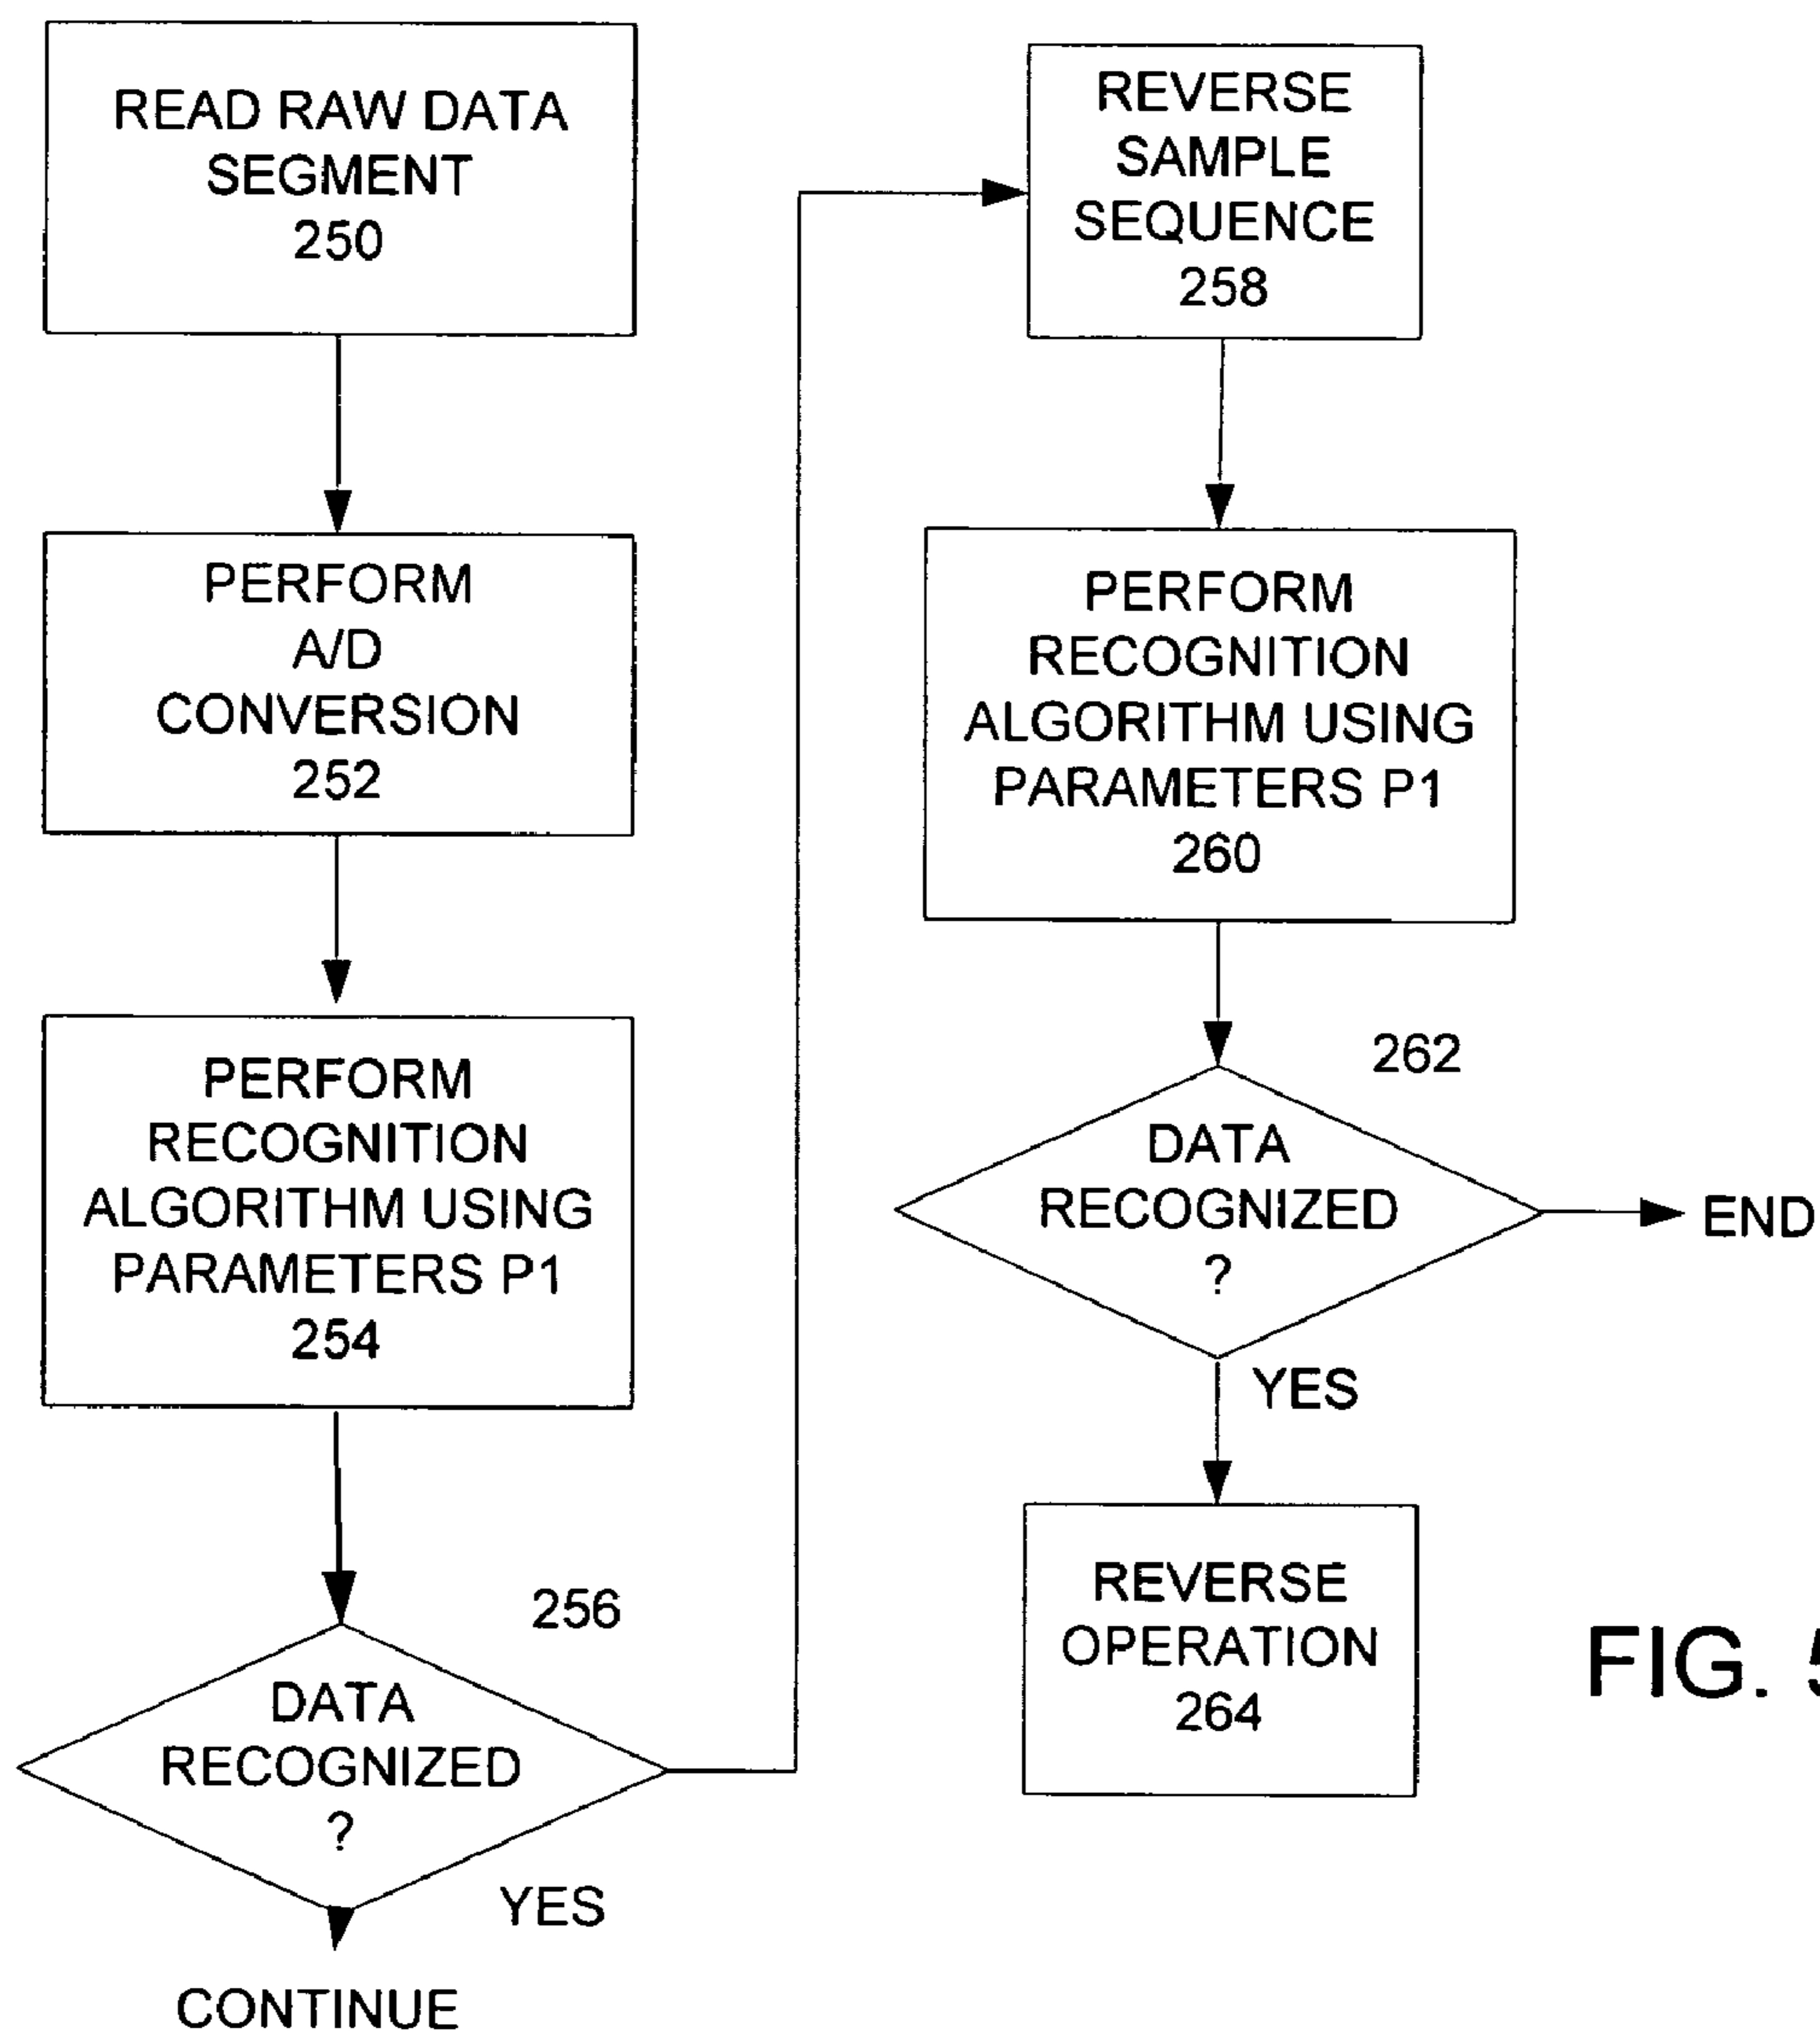 READ RAW DATA
SEGMENT
250
PERFORM
A/D
CONVERSION
252
PERFORM
RECOGNITION
ALGORITHM USING
PARAMETERS P1
254
256
DATA
RECOGNIZED
?
YES
CONTINUE
REVERSE
SAMPLE
SEQUENCE
258
PERFORM
RECOGNITION
ALGORITHM USING
PARAMETERS P1
260
262
DATA
RECOGNIZED
?
END
YES
REVERSE
OPERATION
264
FIG. 5